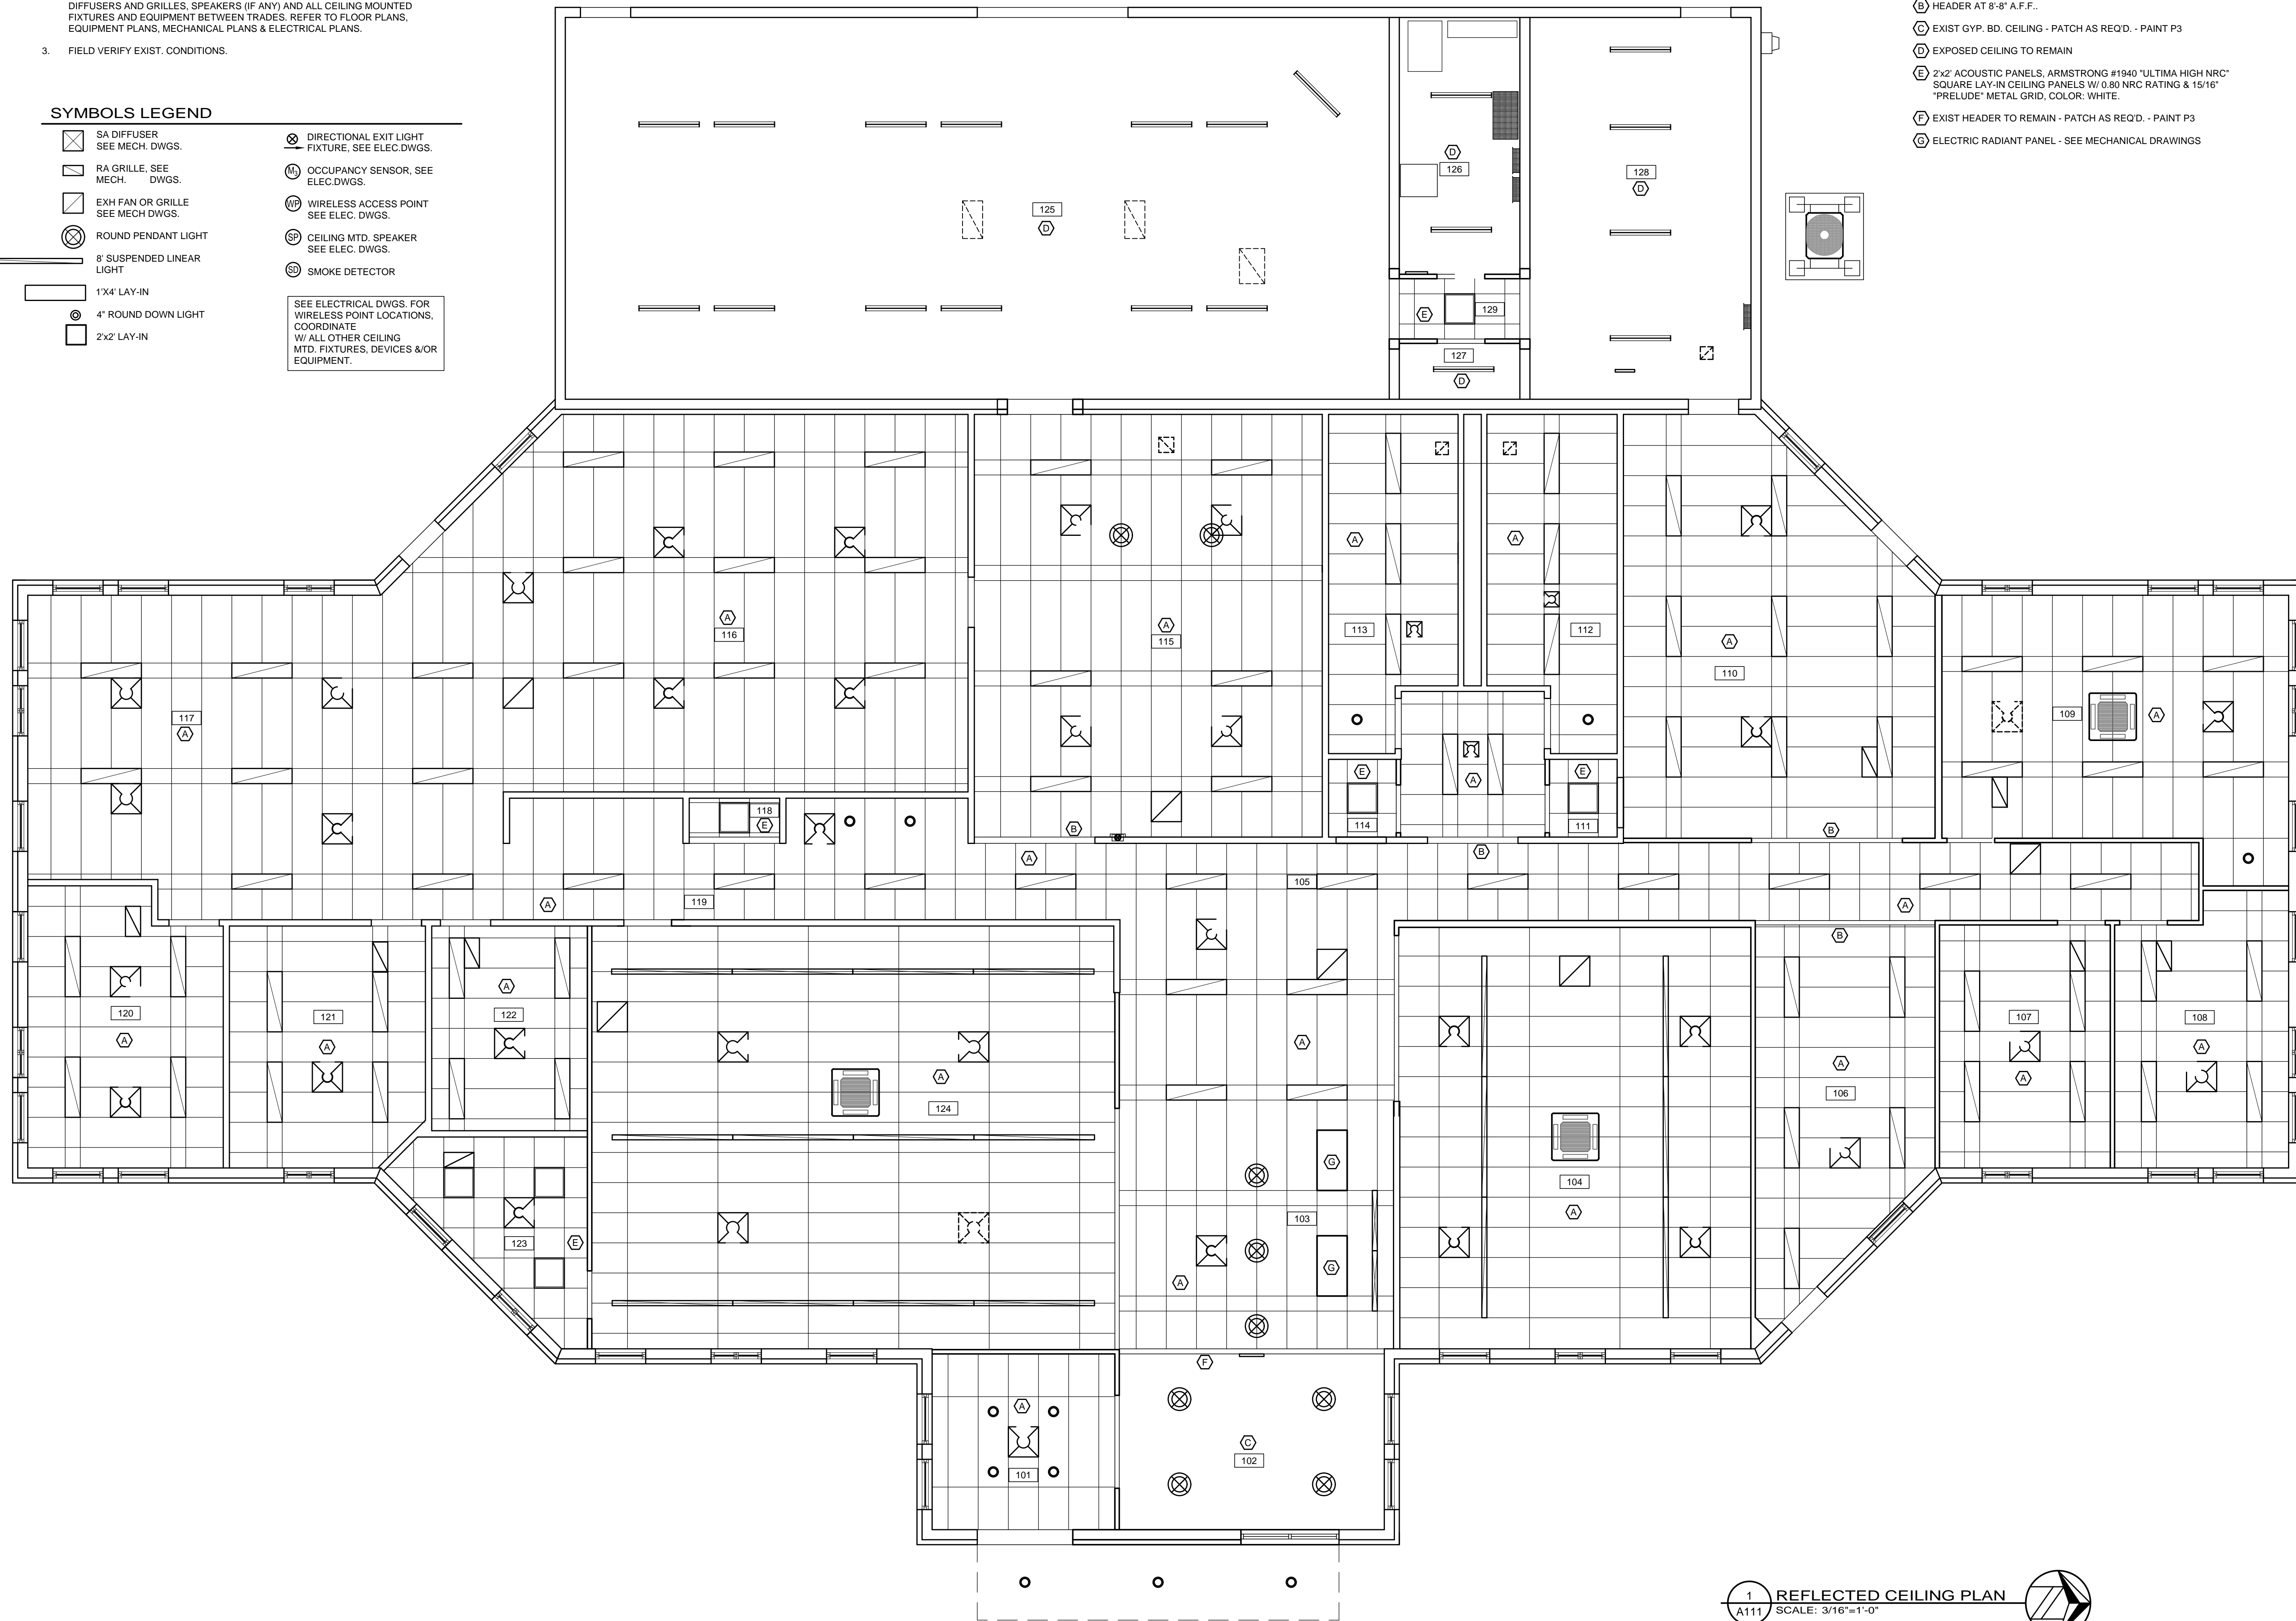 DIFFUSERS AND GRILLES, SPEAKERS (IF ANY) AND ALL CEILING MOUNTED
FIXTURES AND EQUIPMENT BETWEEN TRADES. REFER TO FLOOR PLANS,
EQUIPMENT PLANS, MECHANICAL PLANS & ELECTRICAL PLANS.
3. FIELD VERIFY EXIST. CONDITIONS.
SYMBOLS LEGEND
SA DIFFUSER
SEE MECH. DWGS.
RA GRILLE, SEE
MECH. DWGS.
EXH FAN OR GRILLE
SEE MECH DWGS.
ROUND PENDANT LIGHT
8' SUSPENDED LINEAR
LIGHT
1'X4' LAY-IN
4" ROUND DOWN LIGHT
2'x2' LAY-IN
DIRECTIONAL EXIT LIGHT
FIXTURE, SEE ELEC.DWGS.
M3 OCCUPANCY SENSOR, SEE
ELEC.DWGS.
WP WIRELESS ACCESS POINT
SEE ELEC. DWGS.
SP CEILING MTD. SPEAKER
SEE ELEC. DWGS.
SD SMOKE DETECTOR
SEE ELECTRICAL DWGS. FOR
WIRELESS POINT LOCATIONS,
COORDINATE
W/ ALL OTHER CEILING
MTD. FIXTURES, DEVICES &/OR
EQUIPMENT.
B HEADER AT 8'-8" A.F.F..
C EXIST GYP. BD. CEILING - PATCH AS REQ'D. - PAINT P3
D EXPOSED CEILING TO REMAIN
E 2'x2' ACOUSTIC PANELS, ARMSTRONG #1940 "ULTIMA HIGH NRC"
SQUARE LAY-IN CEILING PANELS W/ 0.80 NRC RATING & 15/16"
"PRELUDE" METAL GRID, COLOR: WHITE.
F EXIST HEADER TO REMAIN - PATCH AS REQ'D. - PAINT P3
G ELECTRIC RADIANT PANEL - SEE MECHANICAL DRAWINGS
D
126
128
D
125
D
E
129
127
D
A
116
A
115
A
113
A
112
A
110
117
A
109
A
E
114
A
E
111
118
E
B
B
A
B
105
A
119
A
120
A
121
A
A
122
A
124
A
B
A
106
107
A
108
A
G
104
A
103
G
A
123
E
F
A
101
C
102
1
A111
REFLECTED CEILING PLAN
SCALE: 3/16"=1'-0"